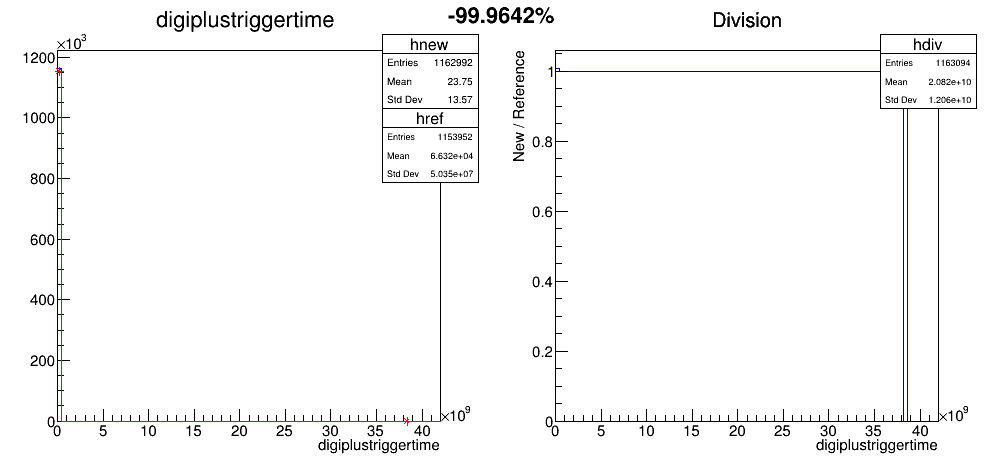 -99.9642%
digiplustriggertime
×10³
hnew
Entries 1162992
Mean 23.75
Std Dev 13.57
href
Entries 1153952
Mean 6.632e+04
Std Dev 5.035e+07
1200
1000
800
600
400
200
0
0 5 10 15 20 25 30 35 40 ×10⁹
digiplustriggertime
Division
hdiv
Entries 1163094
Mean 2.082e+10
Std Dev 1.206e+10
New / Reference
1
0.8
0.6
0.4
0.2
0
0 5 10 15 20 25 30 35 40 ×10⁹
digiplustriggertime